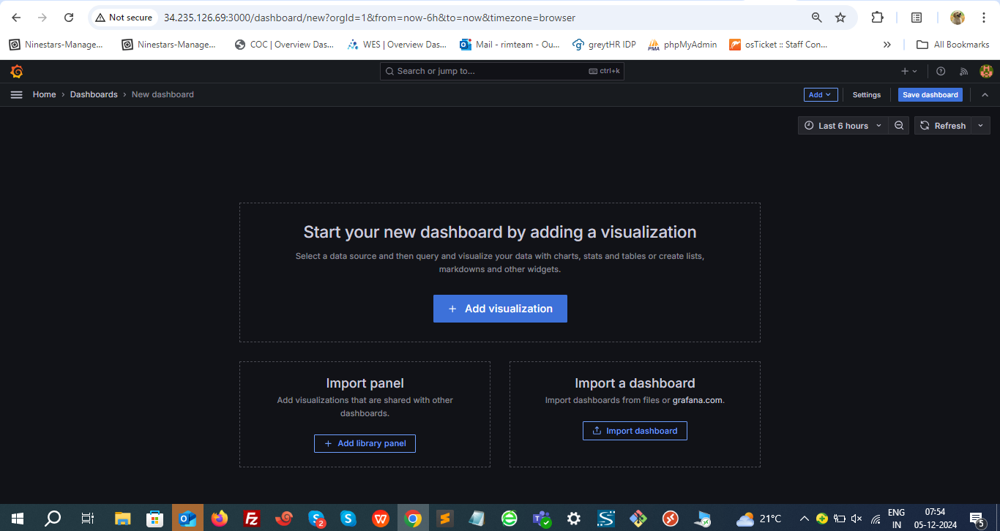 Not secure
34.235.126.69:3000/dashboard/new?orgId=1&from=now-6h&to=now&timezone=browser
Ninestars-Manage...
Ninestars-Manage...
COC | Overview Das...
WES | Overview Das...
Mail - rimteam - Ou...
greytHR IDP
PMA
phpMyAdmin
osTicket :: Staff Con...
All Bookmarks
Search or jump to...
ctrl+k
Home › Dashboards › New dashboard
Add
Settings
Save dashboard
Last 6 hours
Refresh
Start your new dashboard by adding a visualization
Select a data source and then query and visualize your data with charts, stats and tables or create lists,
markdowns and other widgets.
+ Add visualization
Import panel
Add visualizations that are shared with other
dashboards.
+ Add library panel
Import a dashboard
Import dashboards from files or grafana.com.
Import dashboard
21°C
ENG
IN
07:54
05-12-2024
5